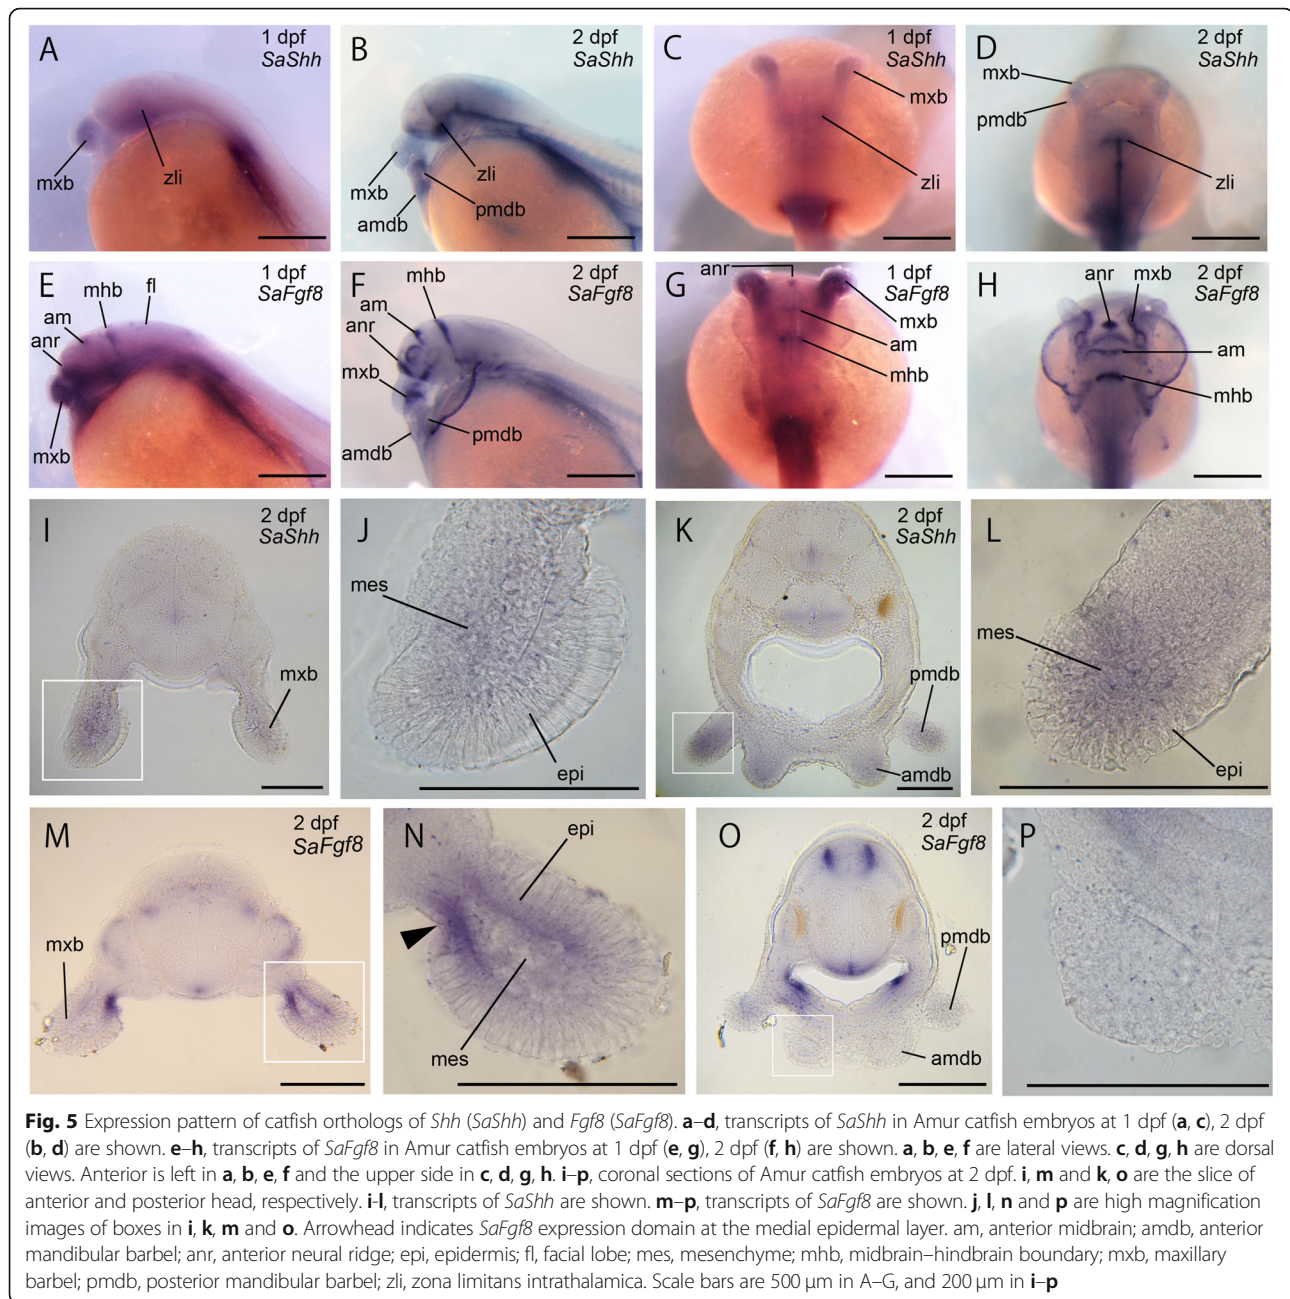 A
1 dpf
SaShh
mxb
zli
B
2 dpf
SaShh
mxb
amdb
zli
pmdb
C
1 dpf
SaShh
mxb
zli
D
2 dpf
SaShh
mxb
pmdb
zli
E
1 dpf
SaFgf8
fl
mhb
am
anr
mxb
F
2 dpf
SaFgf8
mhb
am
anr
mxb
amdb
pmdb
G
1 dpf
SaFgf8
anr
mxb
am
mhb
H
2 dpf
SaFgf8
anr
mxb
am
mhb
I
2 dpf
SaShh
mxb
J
mes
epi
K
2 dpf
SaShh
pmdb
amdb
L
mes
epi
M
2 dpf
SaFgf8
mxb
N
epi
mes
O
2 dpf
SaFgf8
pmdb
amdb
P
Fig. 5 Expression pattern of catfish orthologs of Shh (SaShh) and Fgf8 (SaFgf8). a–d, transcripts of SaShh in Amur catfish embryos at 1 dpf (a, c), 2 dpf
(b, d) are shown. e–h, transcripts of SaFgf8 in Amur catfish embryos at 1 dpf (e, g), 2 dpf (f, h) are shown. a, b, e, f are lateral views. c, d, g, h are dorsal
views. Anterior is left in a, b, e, f and the upper side in c, d, g, h. i–p, coronal sections of Amur catfish embryos at 2 dpf. i, m and k, o are the slice of
anterior and posterior head, respectively. i-l, transcripts of SaShh are shown. m–p, transcripts of SaFgf8 are shown. j, l, n and p are high magnification
images of boxes in i, k, m and o. Arrowhead indicates SaFgf8 expression domain at the medial epidermal layer. am, anterior midbrain; amdb, anterior
mandibular barbel; anr, anterior neural ridge; epi, epidermis; fl, facial lobe; mes, mesenchyme; mhb, midbrain–hindbrain boundary; mxb, maxillary
barbel; pmdb, posterior mandibular barbel; zli, zona limitans intrathalamica. Scale bars are 500 μm in A–G, and 200 μm in i–p